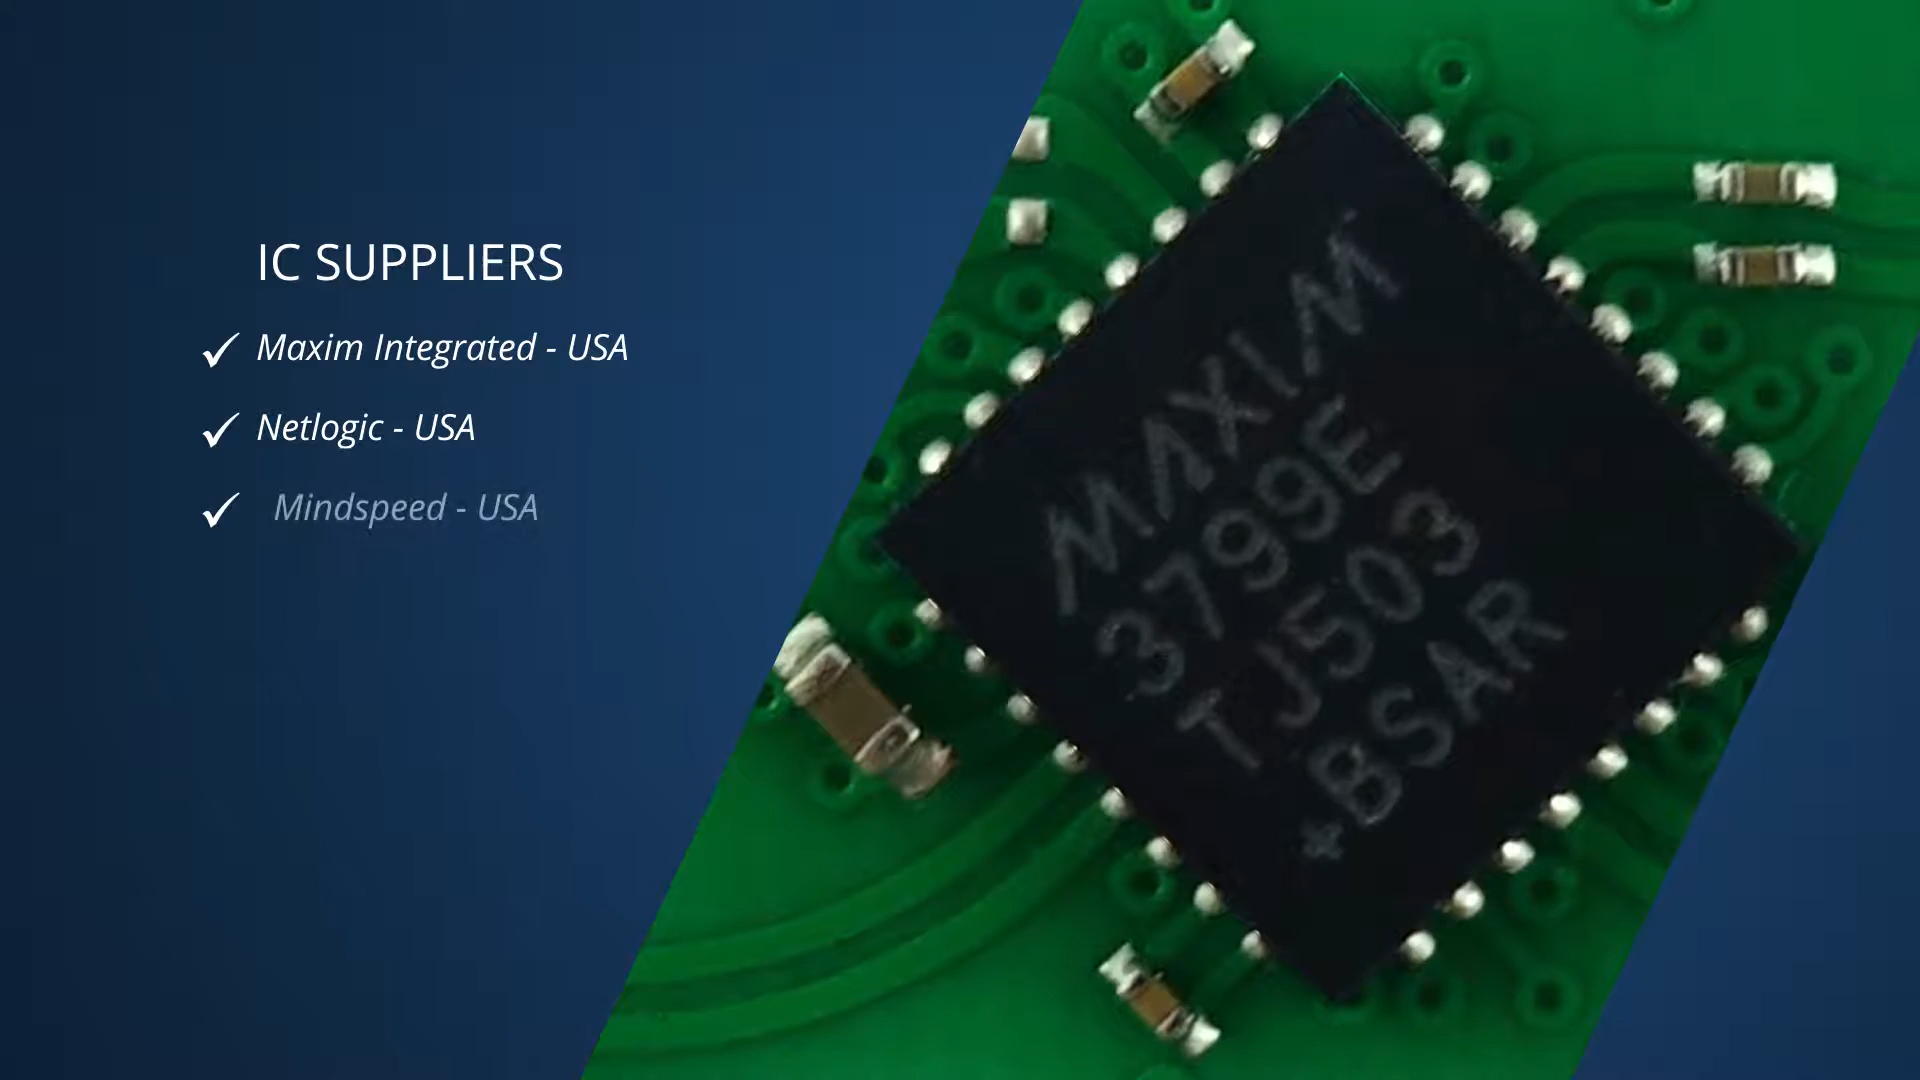 IC SUPPLIERS
Maxim Integrated - USA
Netlogic - USA
Mindspeed - USA
MAXIM
3799E
TJ503
+BSAR